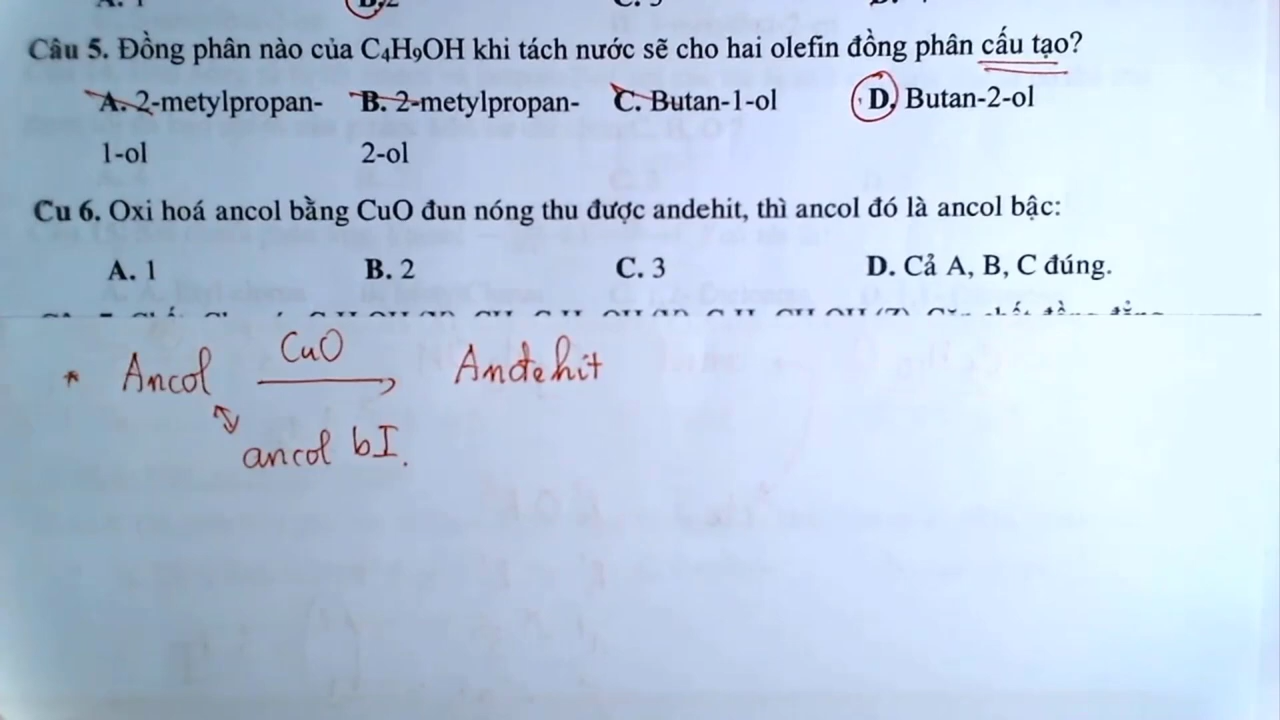 Câu 5. Đồng phân nào của C₄H₉OH khi tách nước sẽ cho hai olefin đồng phân cấu tạo?
A. 2-metylpropan-1-ol B. 2-metylpropan-2-ol C. Butan-1-ol D. Butan-2-ol
Cu 6. Oxi hoá ancol bằng CuO đun nóng thu được andehit, thì ancol đó là ancol bậc:
A. 1 B. 2 C. 3 D. Cả A, B, C đúng.
* Ancol CuO → Andehit
ancol bI.